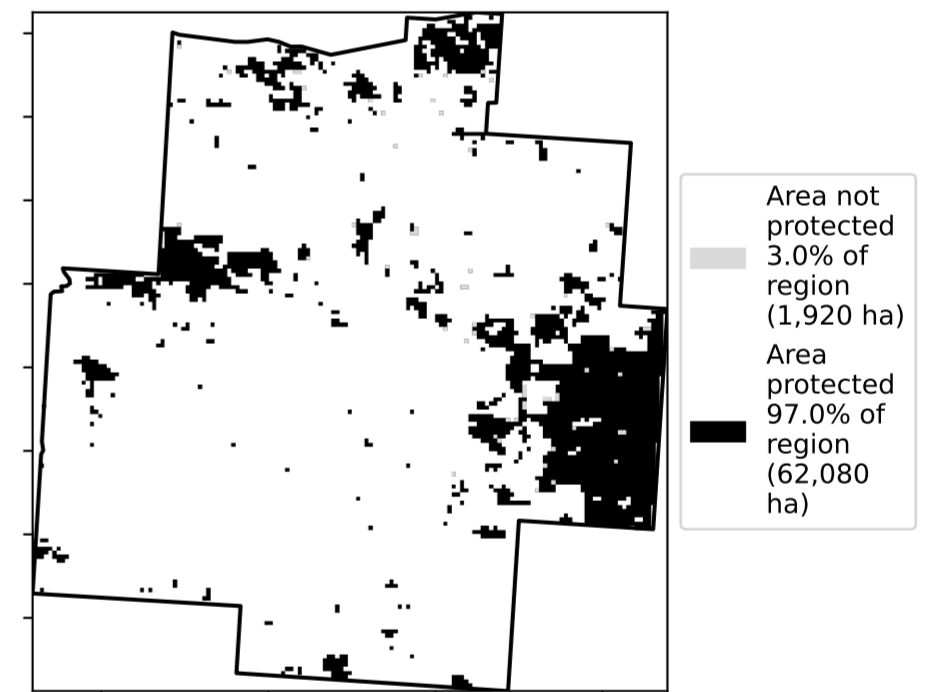 Area not
protected
3.0% of
region
(1,920 ha)
Area
protected
97.0% of
region
(62,080
ha)